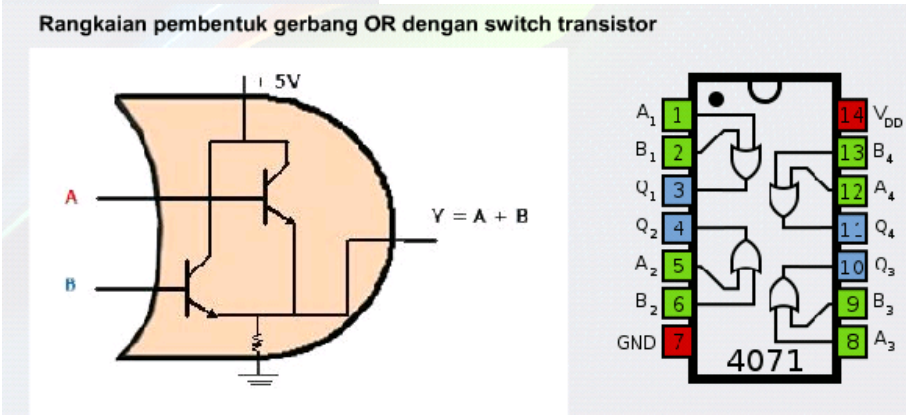 Rangkaian pembentuk gerbang OR dengan switch transistor
+ 5V
A
B
Y = A + B
A1 1
B1 2
Q1 3
Q2 4
A2 5
B2 6
GND 7
14 VDD
13 B4
12 A4
11 Q4
10 Q3
9 B3
8 A3
4071